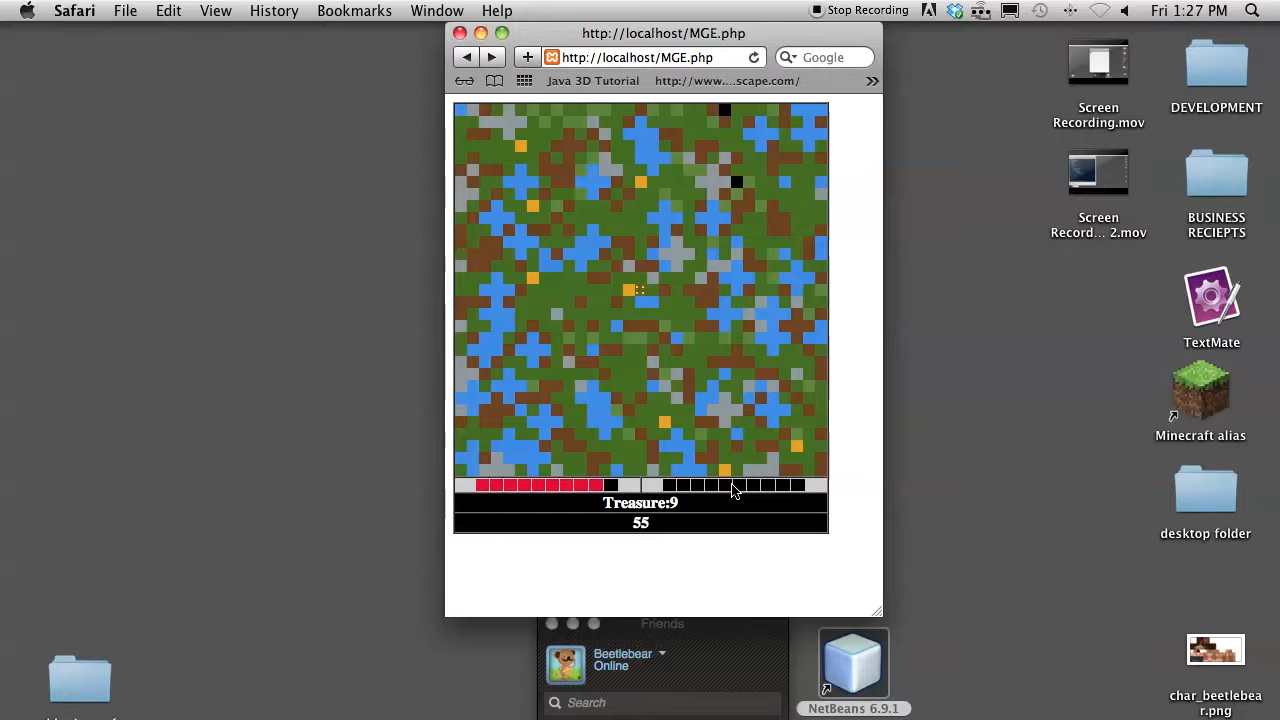 Safari File Edit View History Bookmarks Window Help Stop Recording Fri 1:27 PM
http://localhost/MGE.php
http://localhost/MGE.php Google
Java 3D Tutorial http://www....scape.com/
Screen
Recording.mov
DEVELOPMENT
Screen
Record... 2.mov
BUSINESS
RECIEPTS
TextMate
Minecraft alias
desktop folder
Treasure:9
55
Friends
Beetlebear
Online
Search
NetBeans 6.9.1
char_beetlebea
r.png